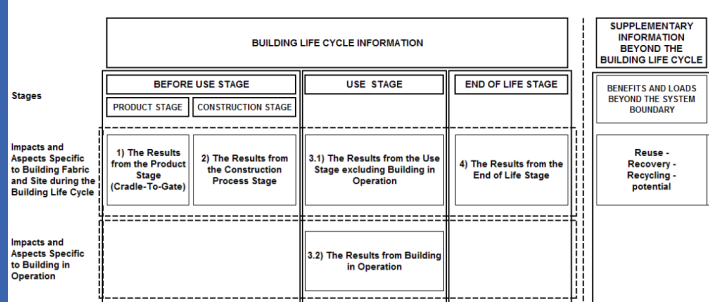 BUILDING LIFE CYCLE INFORMATION
SUPPLEMENTARY
INFORMATION
BEYOND THE
BUILDING LIFE CYCLE
Stages
BEFORE USE STAGE
USE STAGE
END OF LIFE STAGE
PRODUCT STAGE
CONSTRUCTION STAGE
BENEFITS AND LOADS
BEYOND THE SYSTEM
BOUNDARY
Impacts and
Aspects Specific
to Building Fabric
and Site during the
Building Life Cycle
1) The Results
from the Product
Stage
(Cradle-To-Gate)
2) The Results from
the Construction
Process Stage
3.1) The Results from the Use
Stage excluding Building in
Operation
4) The Results from the
End of Life Stage
Reuse -
Recovery -
Recycling -
potential
Impacts and
Aspects Specific
to Building in
Operation
3.2) The Results from Building
in Operation